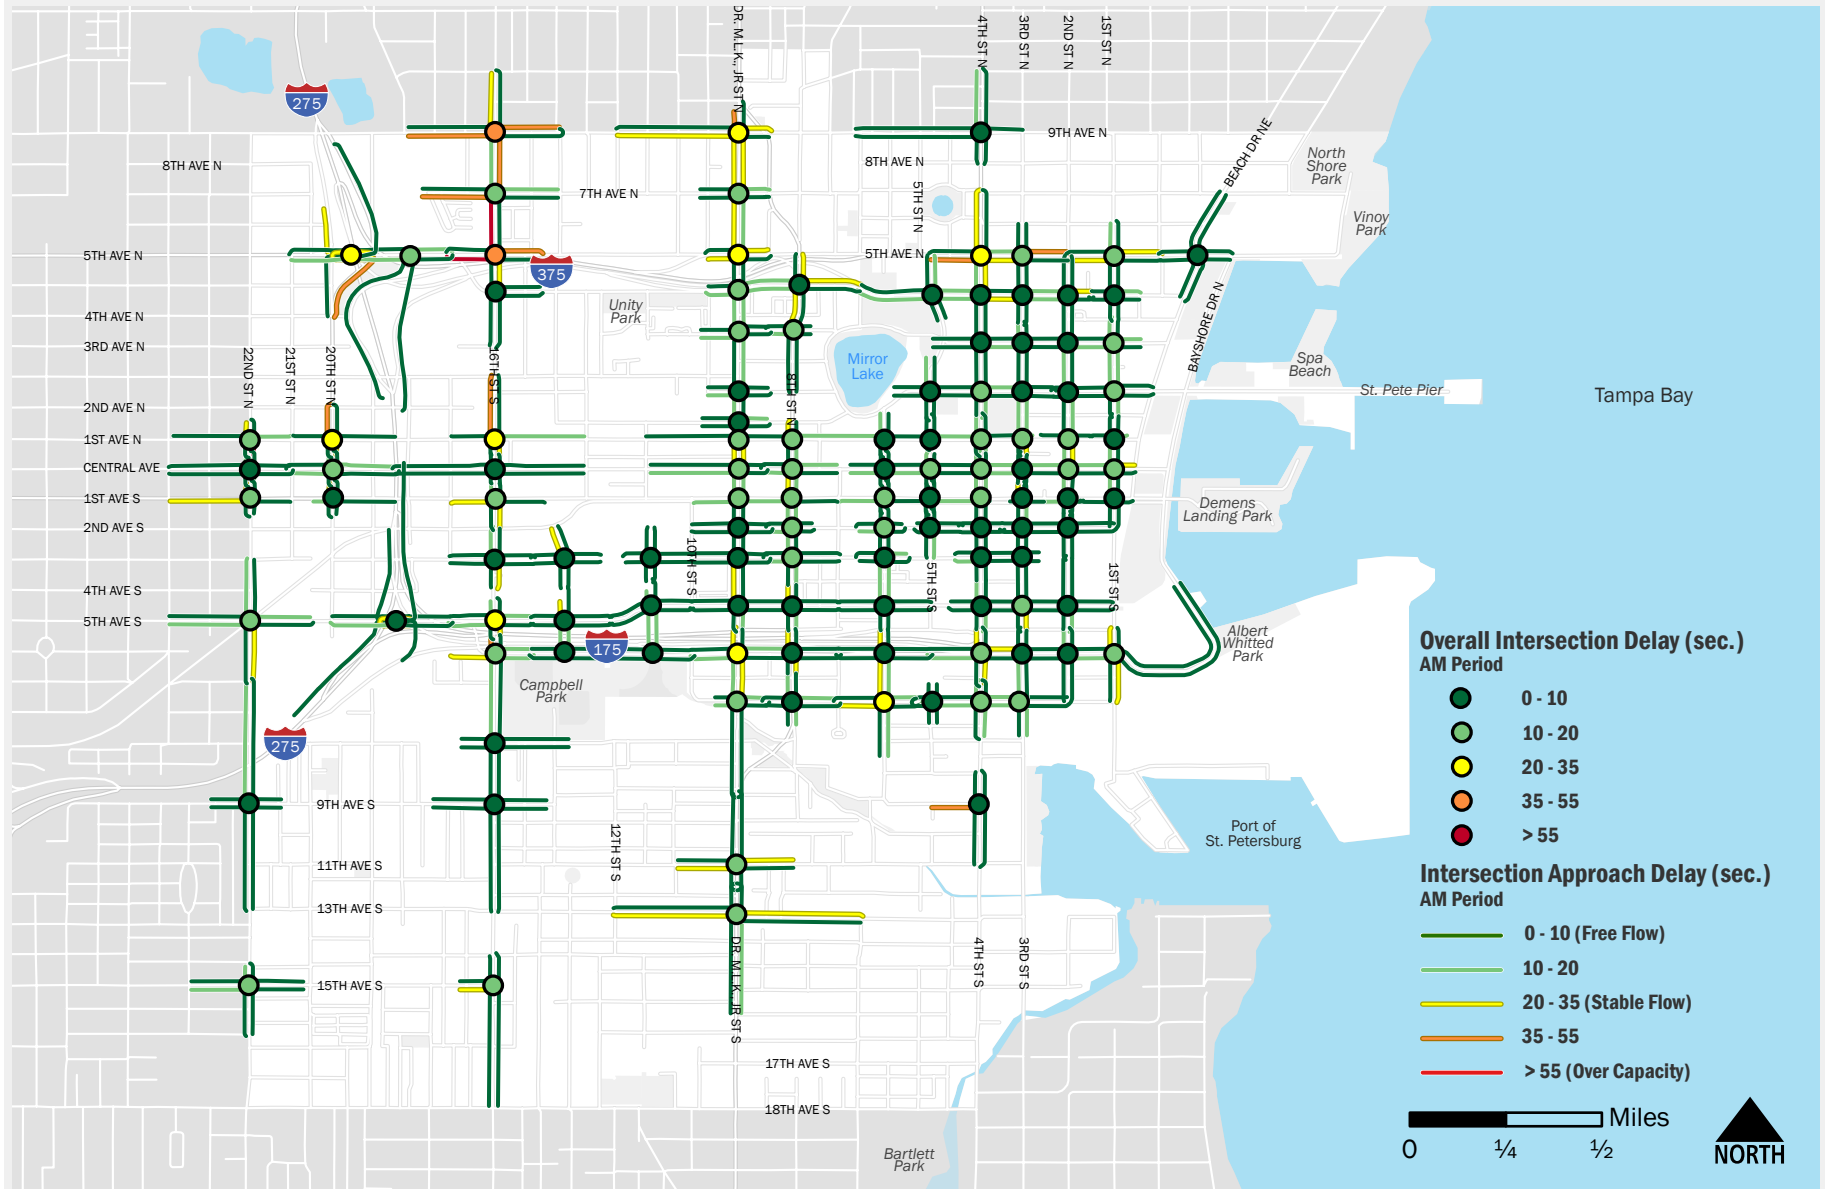 DR. M.L.K., JR ST N
4TH ST N
3RD ST N
2ND ST N
1ST ST N
275
9TH AVE N
BEACH DR NE
8TH AVE N
8TH AVE N
North
Shore
Park
7TH AVE N
5TH ST N
Vinoy
Park
5TH AVE N
5TH AVE N
375
4TH AVE N
Unity
Park
BAYSHORE DR N
3RD AVE N
22ND ST N
21ST ST N
20TH ST N
16TH ST S
Mirror
Lake
8TH ST N
Spa
Beach
St. Pete Pier
Tampa Bay
2ND AVE N
1ST AVE N
CENTRAL AVE
1ST AVE S
Demens
Landing Park
2ND AVE S
10TH ST S
5TH ST S
1ST ST S
4TH AVE S
5TH AVE S
175
Albert
Whitted
Park
Campbell
Park
275
9TH AVE S
12TH ST S
Port of
St. Petersburg
11TH AVE S
13TH AVE S
DR. M.L.K., JR ST S
4TH ST S
3RD ST S
15TH AVE S
17TH AVE S
18TH AVE S
Bartlett
Park
Overall Intersection Delay (sec.)
AM Period
0 - 10
10 - 20
20 - 35
35 - 55
> 55
Intersection Approach Delay (sec.)
AM Period
0 - 10 (Free Flow)
10 - 20
20 - 35 (Stable Flow)
35 - 55
> 55 (Over Capacity)
Miles
0 ¼ ½
NORTH